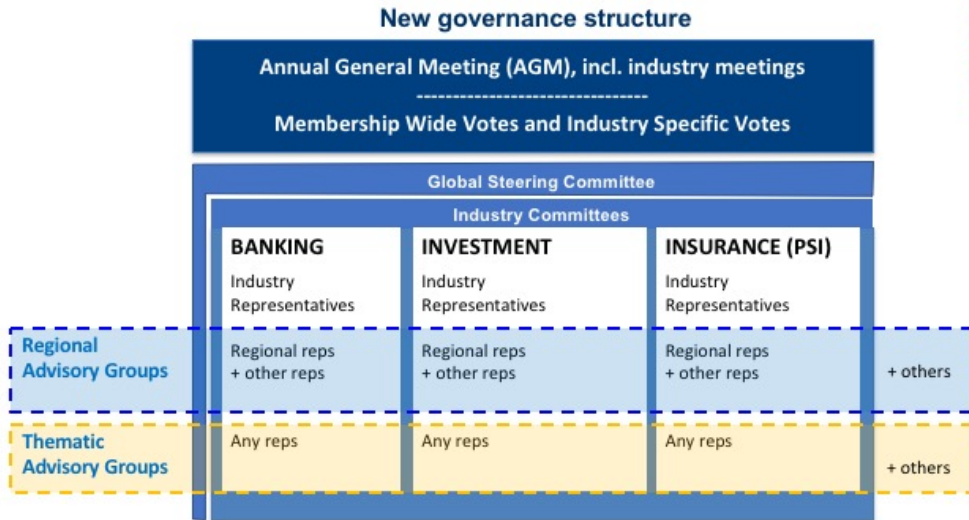 New governance structure
Annual General Meeting (AGM), incl. industry meetings
--------------------------------
Membership Wide Votes and Industry Specific Votes
Global Steering Committee
Industry Committees
BANKING
Industry
Representatives
INVESTMENT
Industry
Representatives
INSURANCE (PSI)
Industry
Representatives
Regional
Advisory Groups
Regional reps
+ other reps
Regional reps
+ other reps
Regional reps
+ other reps
+ others
Thematic
Advisory Groups
Any reps
Any reps
Any reps
+ others